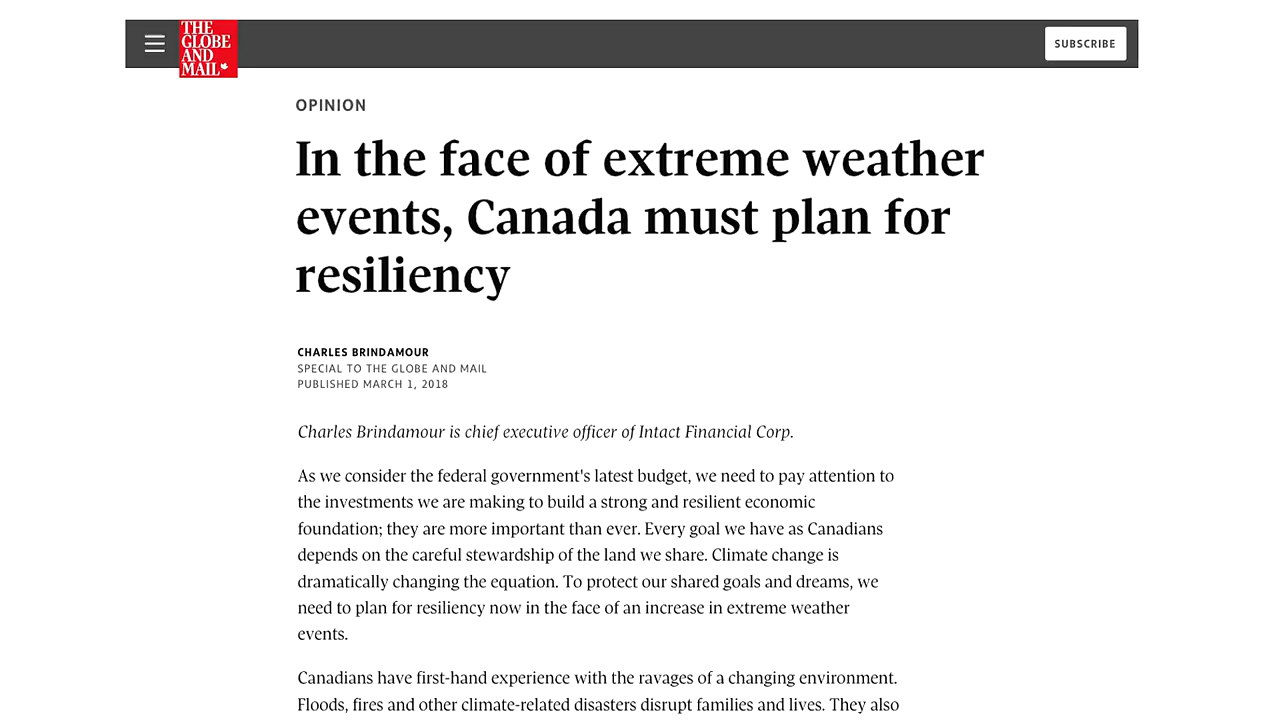 THE
GLOBE
AND
MAIL
SUBSCRIBE
OPINION
In the face of extreme weather
events, Canada must plan for
resiliency
CHARLES BRINDAMOUR
SPECIAL TO THE GLOBE AND MAIL
PUBLISHED MARCH 1, 2018
Charles Brindamour is chief executive officer of Intact Financial Corp.
As we consider the federal government's latest budget, we need to pay attention to
the investments we are making to build a strong and resilient economic
foundation; they are more important than ever. Every goal we have as Canadians
depends on the careful stewardship of the land we share. Climate change is
dramatically changing the equation. To protect our shared goals and dreams, we
need to plan for resiliency now in the face of an increase in extreme weather
events.
Canadians have first-hand experience with the ravages of a changing environment.
Floods, fires and other climate-related disasters disrupt families and lives. They also